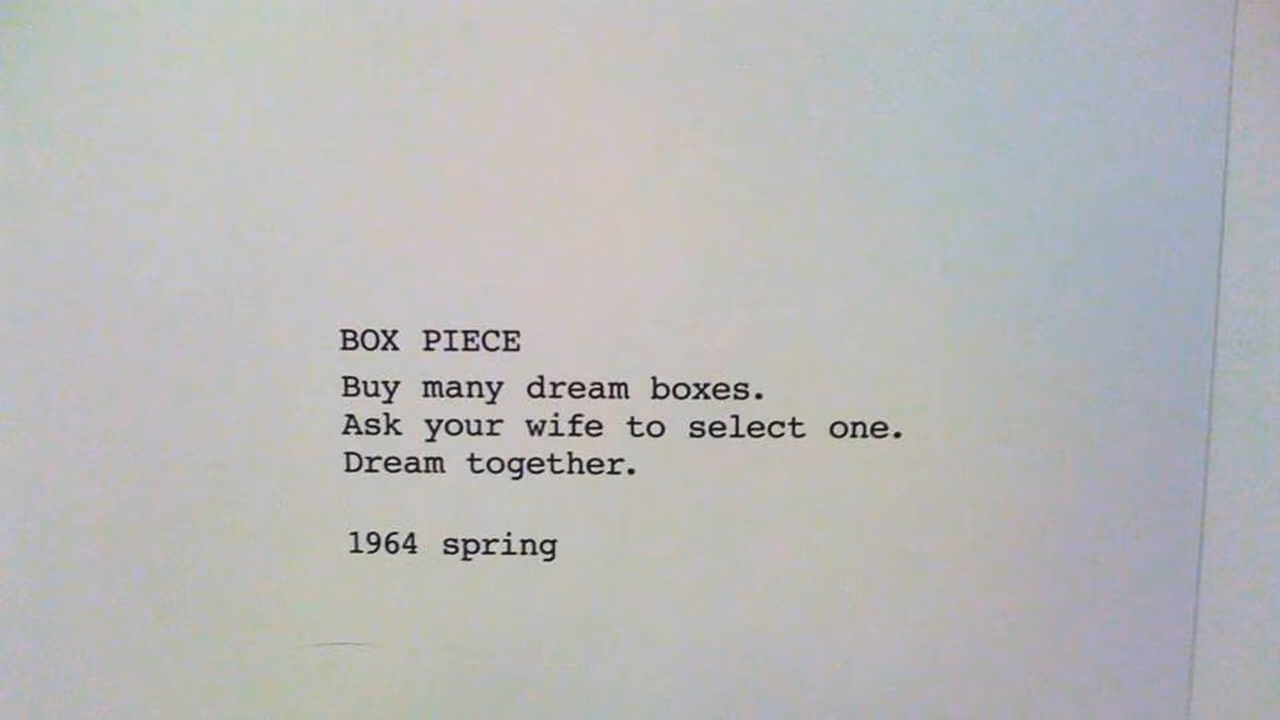 BOX PIECE
Buy many dream boxes.
Ask your wife to select one.
Dream together.
1964 spring